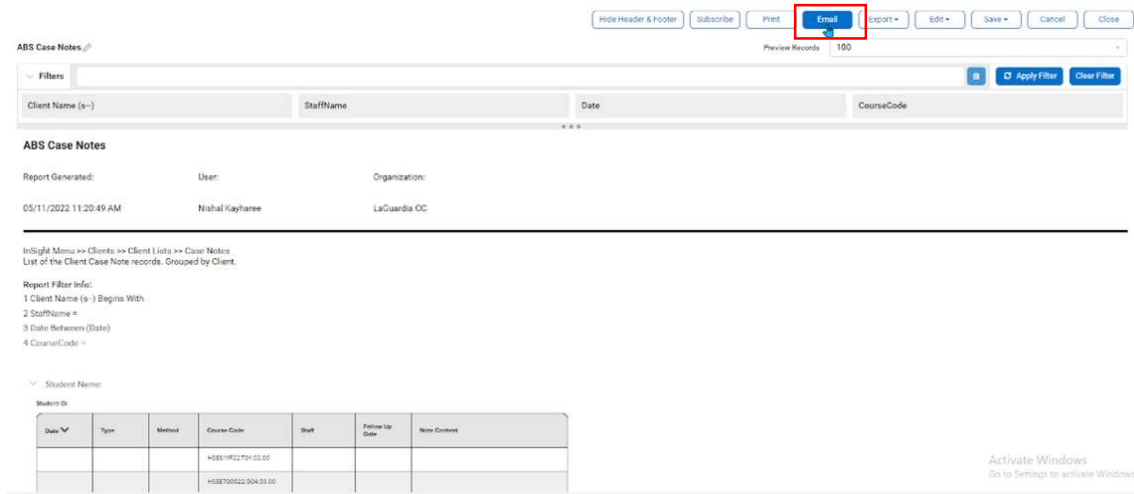 Hide Header & Footer Subscribe Print Email Export Edit Save Cancel Close
ABS Case Notes Preview Records 100
Filters Apply Filter Clear Filter
Client Name (s--) StaffName Date CourseCode
ABS Case Notes
Report Generated: User: Organization:
05/11/2022 11:20:49 AM Nishal Kayharee LaGuardia CC
InSight Menu >> Clients >> Client Lists >> Case Notes
List of the Client Case Note records. Grouped by Client.
Report Filter Info:
1 Client Name (s--) Begins With
2 StaffName =
3 Date Between (Date)
4 CourseCode =
Student Name
Student ID:
Date Type Method Course Code Staff Follow Up Date Note Content
Activate Windows
Go to Settings to activate Windows